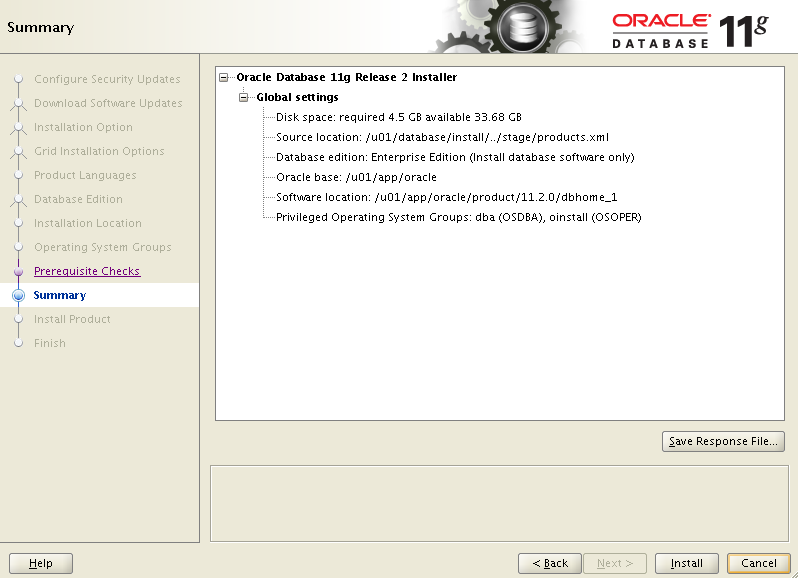 Summary
ORACLE
DATABASE
11g
Configure Security Updates
Download Software Updates
Installation Option
Grid Installation Options
Product Languages
Database Edition
Installation Location
Operating System Groups
Prerequisite Checks
Summary
Install Product
Finish
Oracle Database 11g Release 2 Installer
Global settings
Disk space: required 4.5 GB available 33.68 GB
Source location: /u01/database/install/../stage/products.xml
Database edition: Enterprise Edition (Install database software only)
Oracle base: /u01/app/oracle
Software location: /u01/app/oracle/product/11.2.0/dbhome_1
Privileged Operating System Groups: dba (OSDBA), oinstall (OSOPER)
Save Response File...
Help
< Back
Next >
Install
Cancel